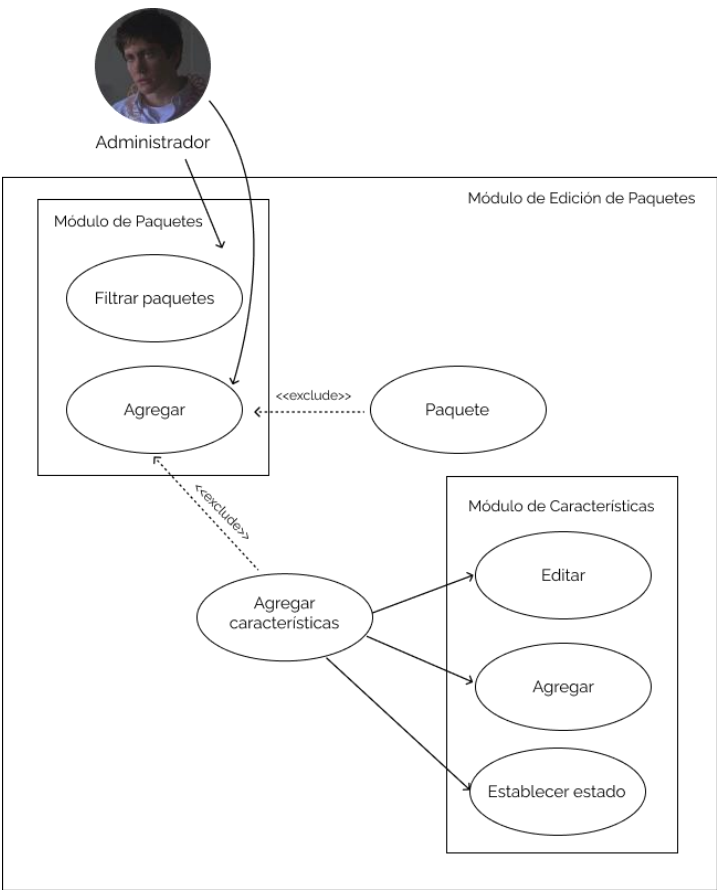 Administrador
Módulo de Edición de Paquetes
Módulo de Paquetes
Filtrar paquetes
Agregar
<<exclude>>
Paquete
<<exclude>>
Módulo de Características
Editar
Agregar
características
Agregar
Establecer estado